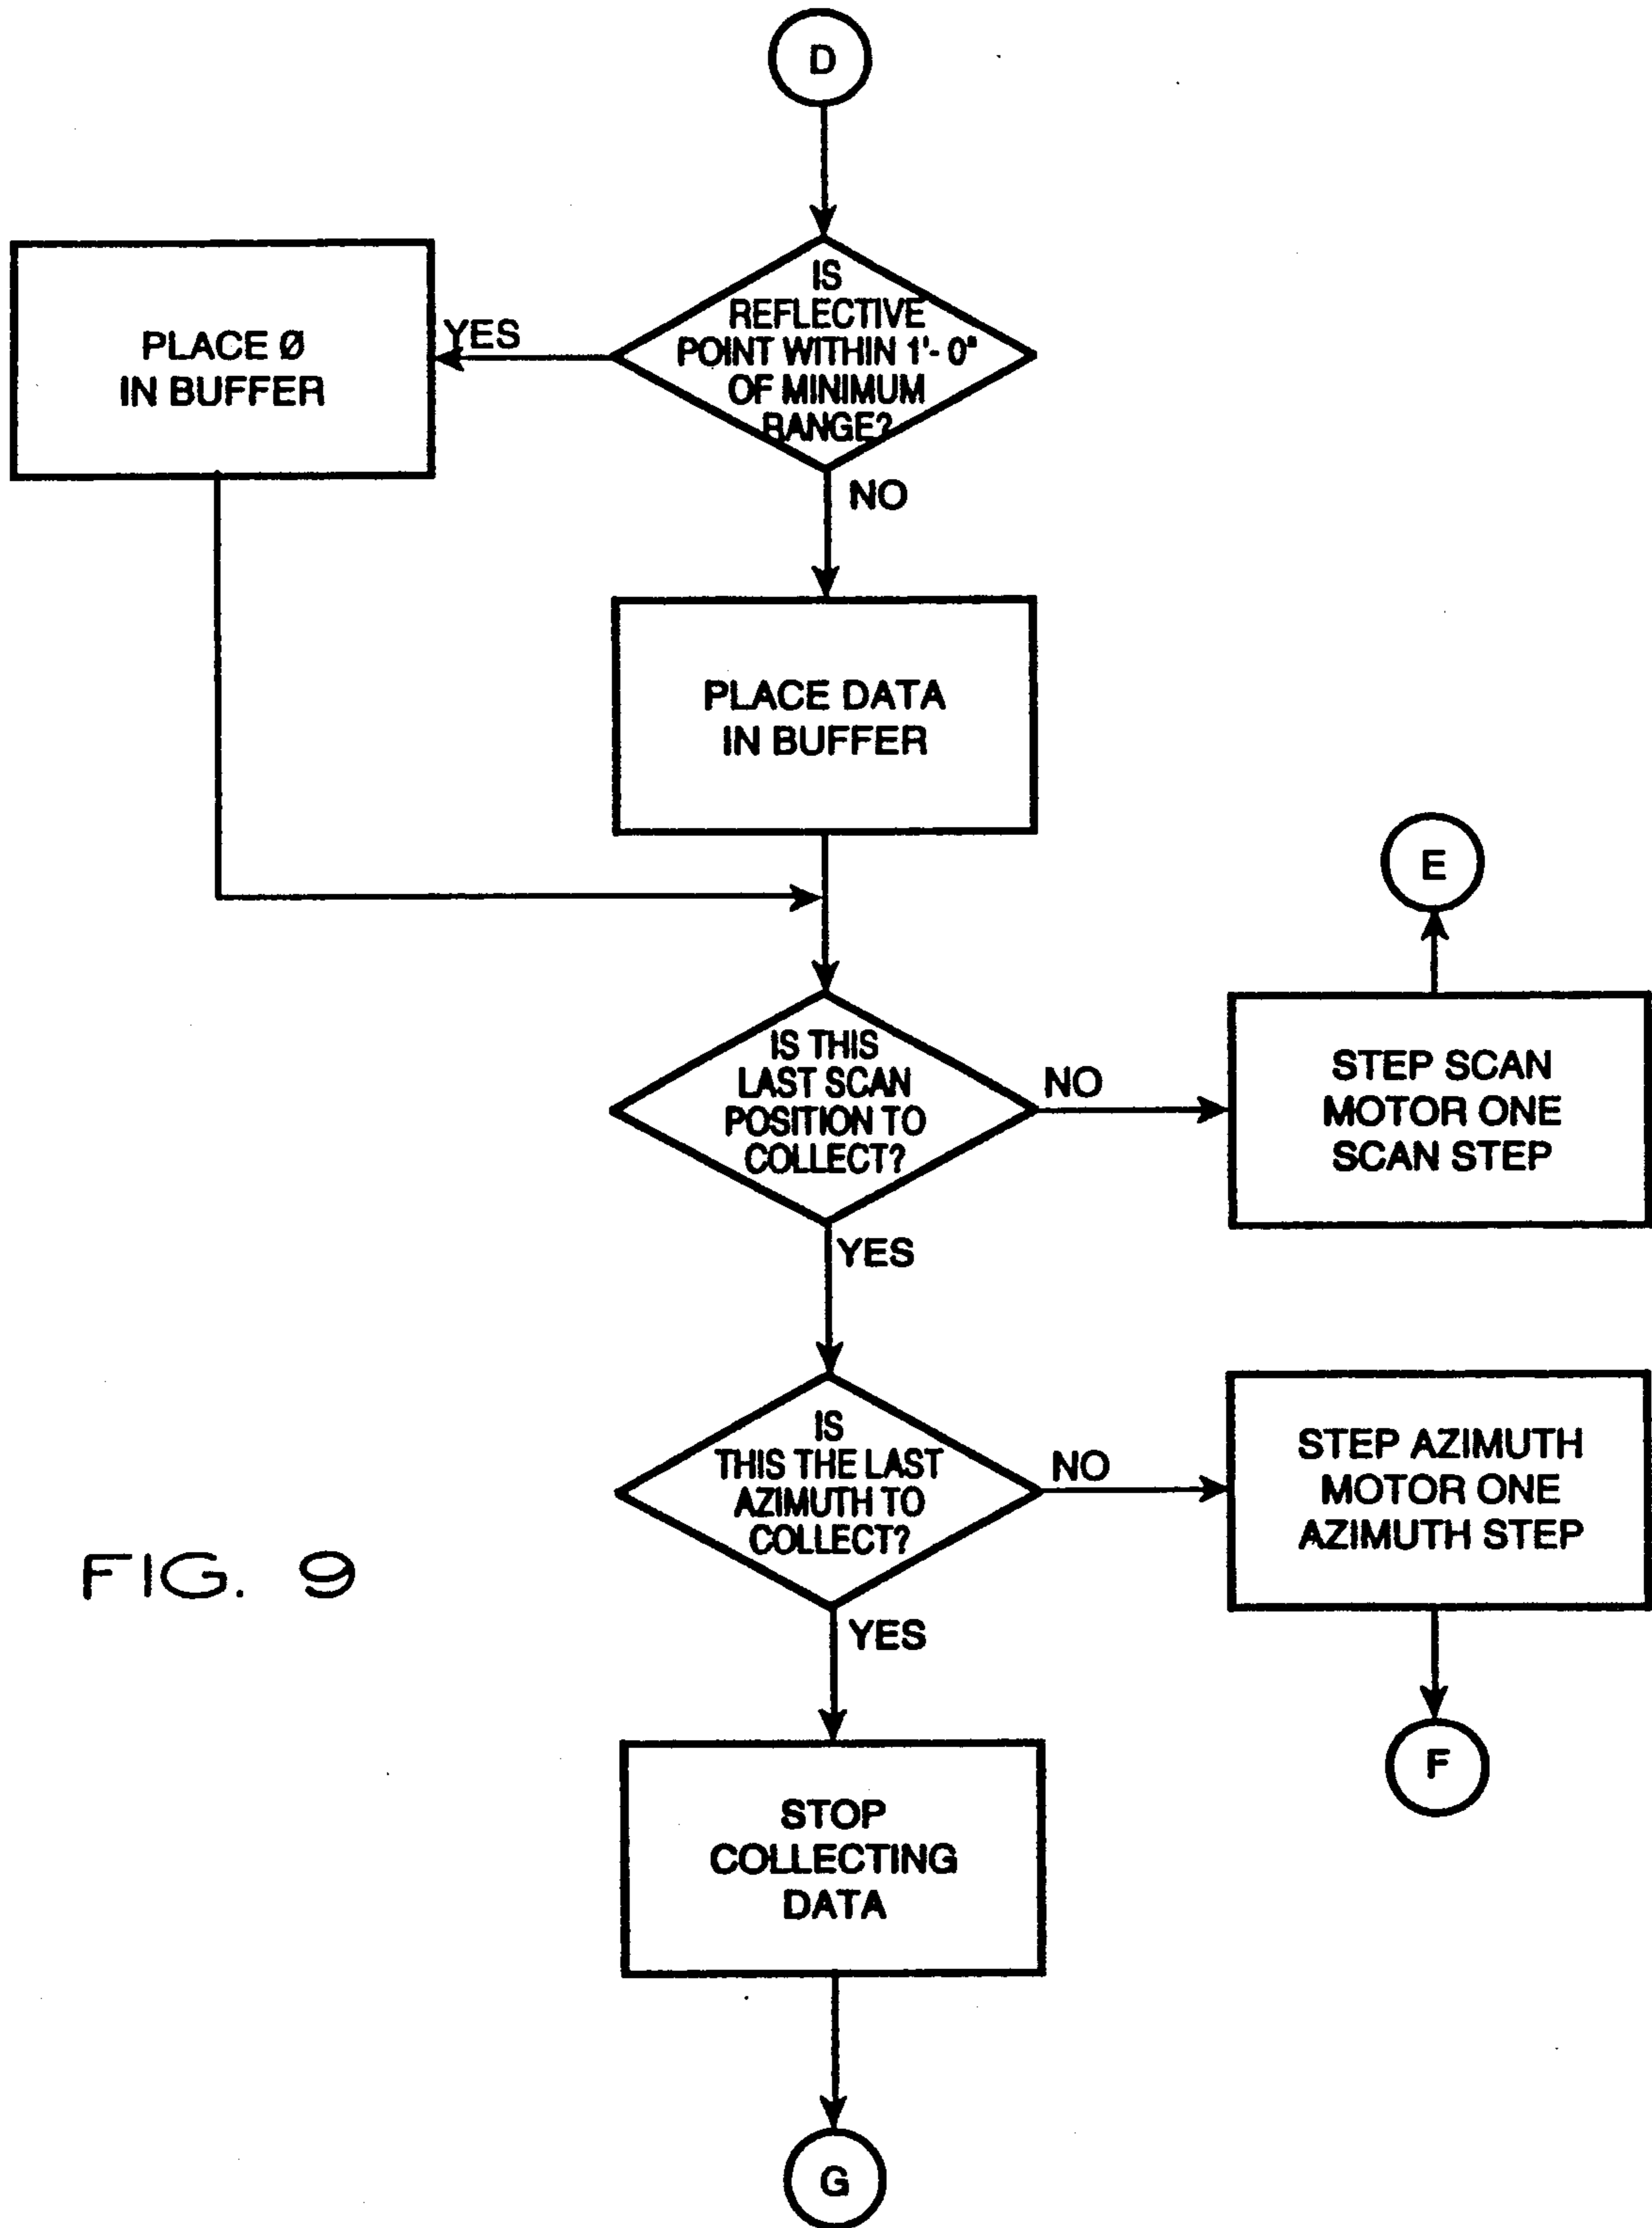 D
IS
REFLECTIVE
POINT WITHIN 1'- 0"
OF MINIMUM
RANGE?
YES
PLACE Ø
IN BUFFER
NO
PLACE DATA
IN BUFFER
E
IS THIS
LAST SCAN
POSITION TO
COLLECT?
NO
STEP SCAN
MOTOR ONE
SCAN STEP
YES
IS
THIS THE LAST
AZIMUTH TO
COLLECT?
NO
STEP AZIMUTH
MOTOR ONE
AZIMUTH STEP
YES
F
STOP
COLLECTING
DATA
G
FIG. 9